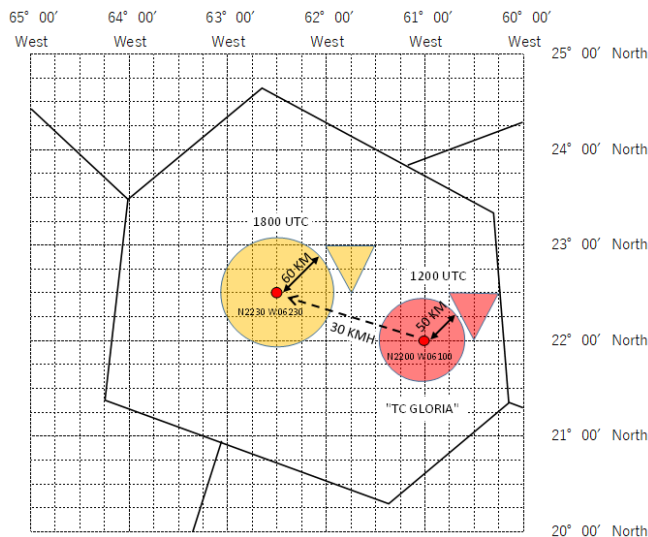 65° 00′ 64° 00′ 63° 00′ 62° 00′ 61° 00′ 60° 00′
West West West West West West
25° 00′ North
24° 00′ North
23° 00′ North
1800 UTC
60 KM
1200 UTC
N2230 W06230
50 KM
30 KMH
22° 00′ North
N2200 W06100
"TC GLORIA"
21° 00′ North
20° 00′ North